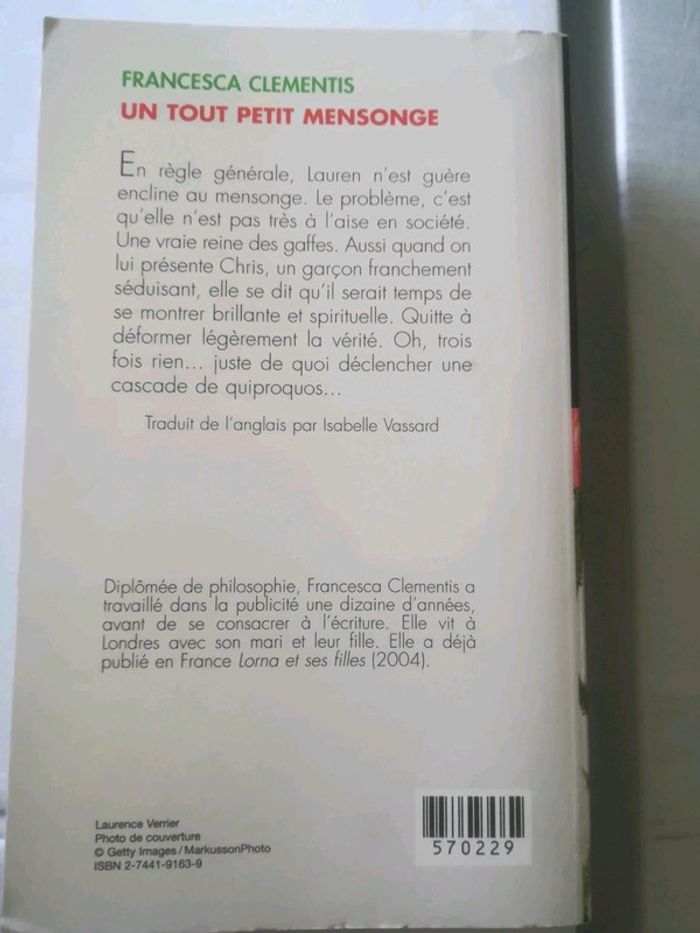 FRANCESCA CLEMENTIS
UN TOUT PETIT MENSONGE
En règle générale, Lauren n'est guère
encline au mensonge. Le problème, c'est
qu'elle n'est pas très à l'aise en société.
Une vraie reine des gaffes. Aussi quand on
lui présente Chris, un garçon franchement
séduisant, elle se dit qu'il serait temps de
se montrer brillante et spirituelle. Quitte à
déformer légèrement la vérité. Oh, trois
fois rien... juste de quoi déclencher une
cascade de quiproquos...
Traduit de l'anglais par Isabelle Vassard
Diplômée de philosophie, Francesca Clementis a
travaillé dans la publicité une dizaine d'années,
avant de se consacrer à l'écriture. Elle vit à
Londres avec son mari et leur fille. Elle a déjà
publié en France Lorna et ses filles (2004).
Laurence Verrier
Photo de couverture
© Getty Images/MarkussonPhoto
ISBN 2-7441-9163-9
570229